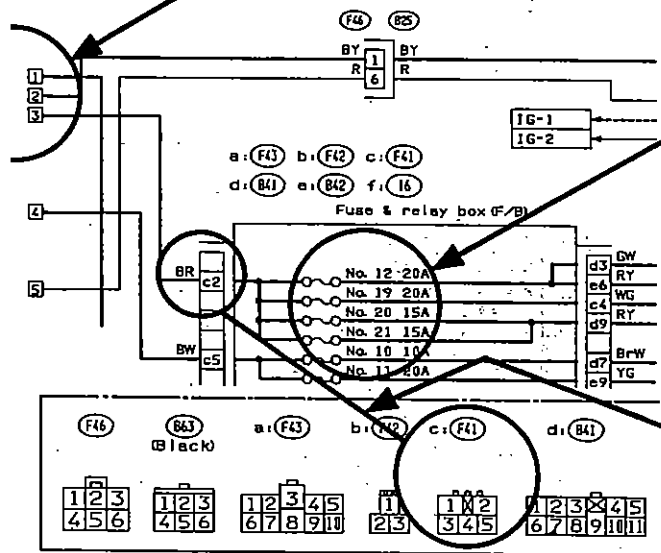 F46 B25
BY 1 BY
R 6 R
1
2
3
IG-1
IG-2
a: F43 b: F42 c: F41
d: B41 e: B42 f: 16
4
Fuse & relay box (F/B)
BR c2 No. 12 20A d3 GW
No. 19 20A e6 RY
5
No. 20 15A c4 WG
No. 21 15A d9 RY
BW c5 No. 10 10A d7 BrW
No. 11 20A e9 YG
F46 B63 a: F43 b: F42 c: F41 d: B41
(Black)
1 2 3 1 2 3 1 2 3 4 5 1 1 2 1 2 3 4 5
4 5 6 4 5 6 6 7 8 9 10 2 3 3 4 5 6 7 8 9 10 11